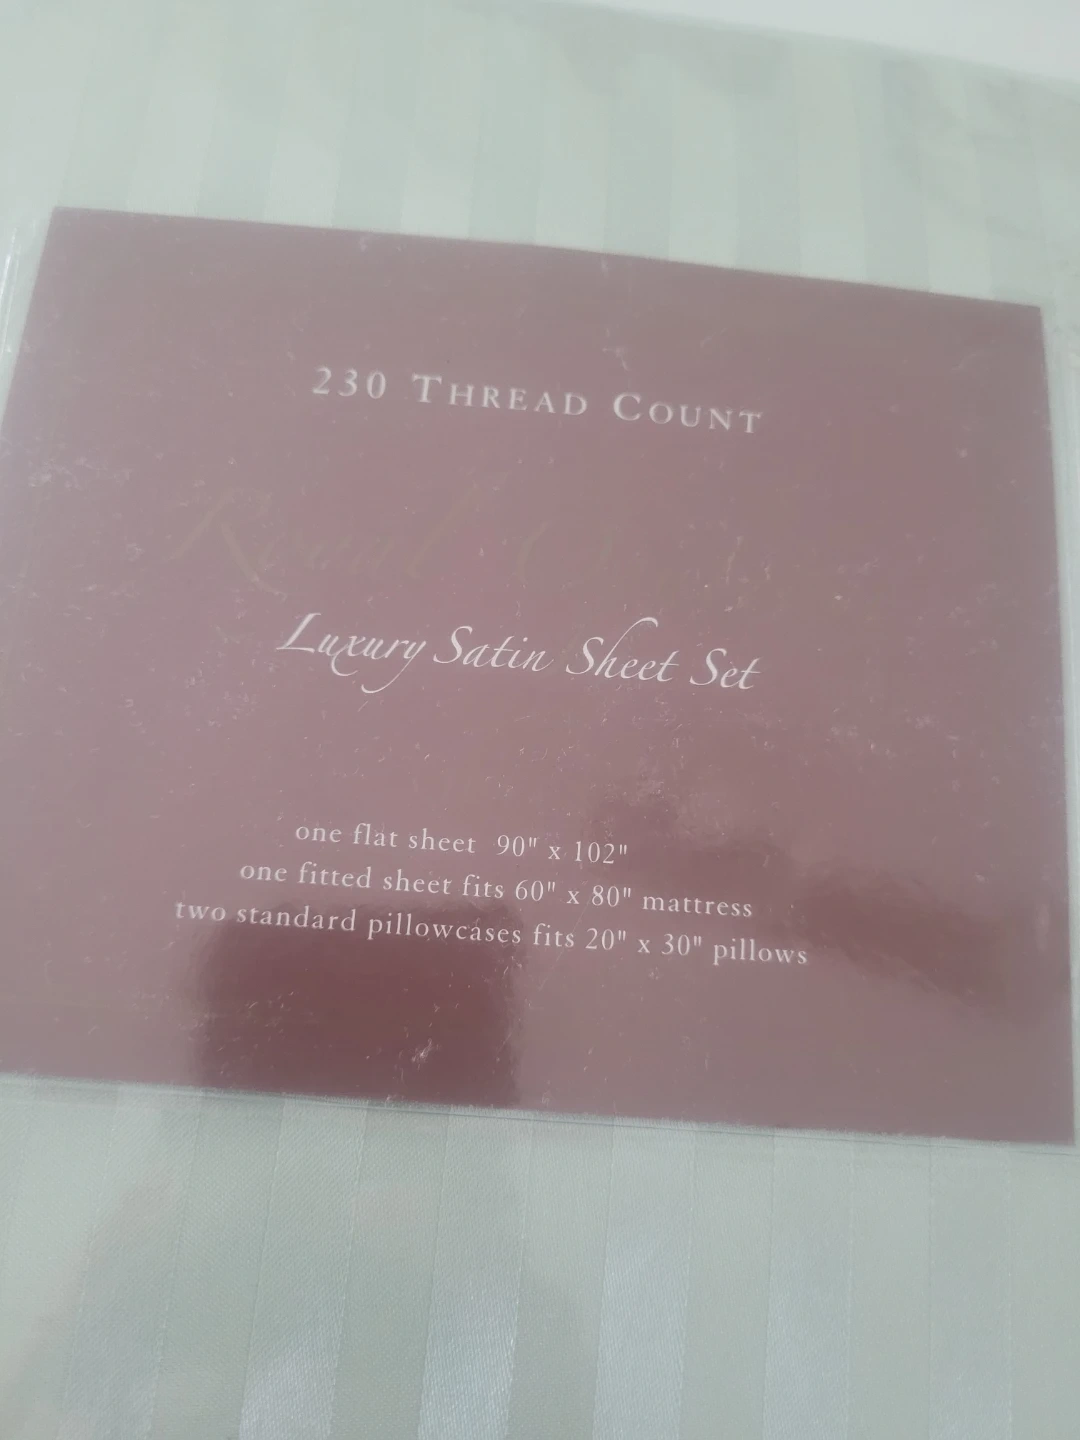 230 THREAD COUNT
Royal
Luxury Satin Sheet Set
one flat sheet 90" x 102"
one fitted sheet fits 60" x 80" mattress
two standard pillowcases fits 20" x 30" pillows